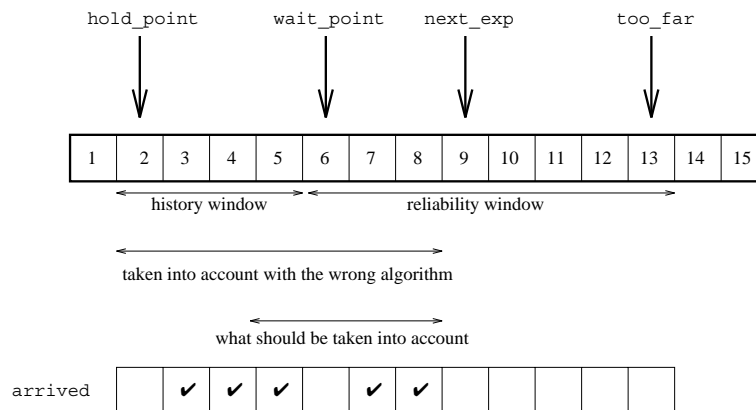 hold_point wait_point next_exp too_far
1 2 3 4 5 6 7 8 9 10 11 12 13 14 15
history window reliability window
taken into account with the wrong algorithm
what should be taken into account
arrived ✔ ✔ ✔ ✔ ✔